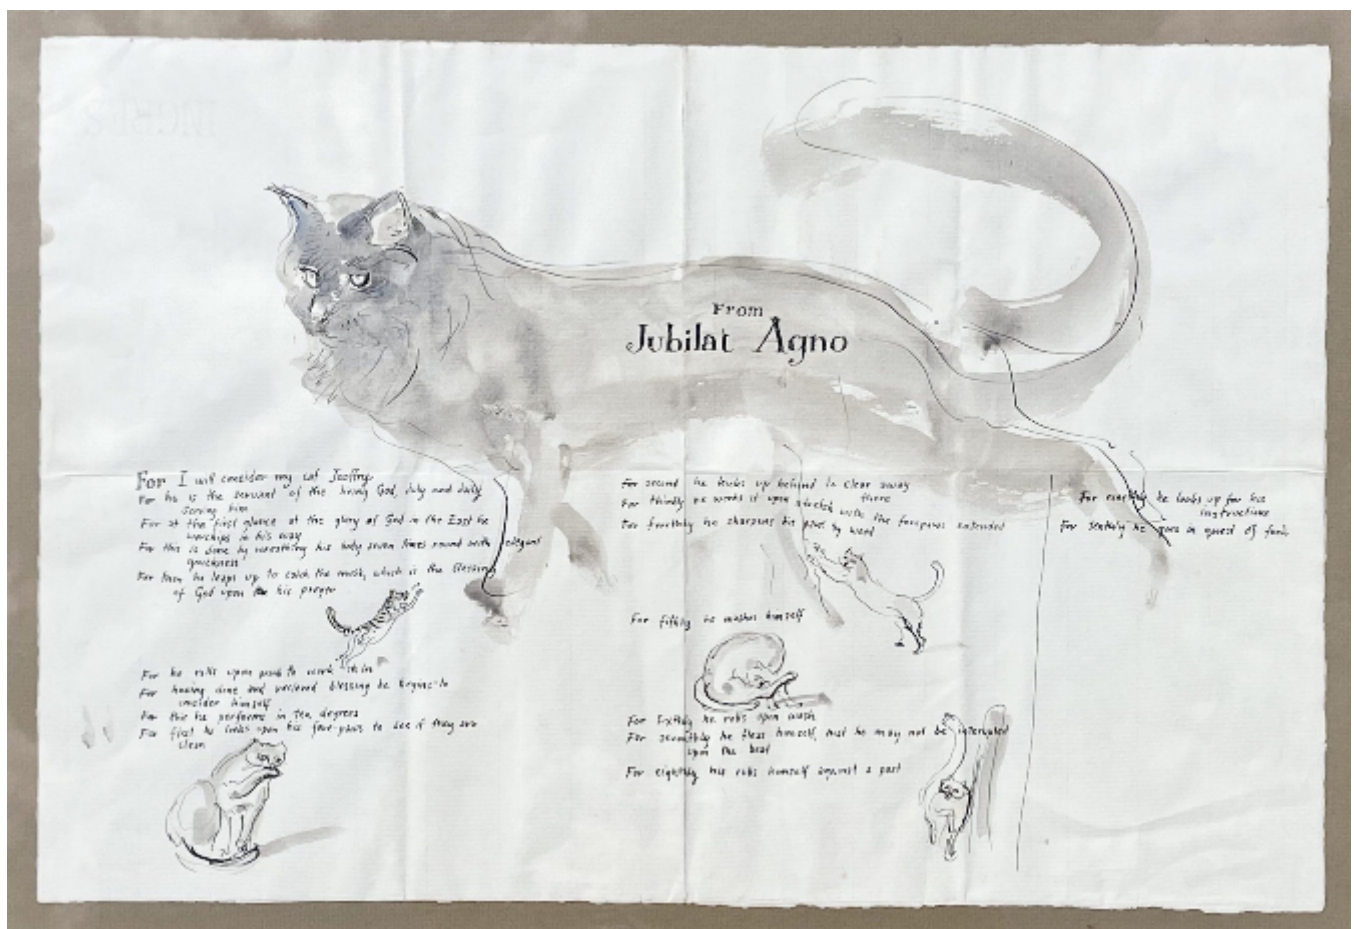 From
Jubilat Agno
For I will consider my cat Jeoffry
For he is the servant of the living God, duly and daily
serving him
For at the first glance at the glory of God in the East he
worships in his way
For this is done by wreathing his body seven times round with elegant
quickness
For then he leaps up to catch the musk, which is the blessing
of God upon his prayer
For he rolls upon prank to work it in
For having done and received blessing he begins to
consider himself
For this he performs in ten degrees
For first he looks upon his fore-paws to see if they are
clean
For second he kicks up behind to clear away
there
For thirdly he works it upon stretch with the forepaws extended
For fourthly he sharpens his paws by wood
For fifthly he washes himself
For Sixthly he rolls upon wash
For seventhly he fleas himself, that he may not be interrupted
upon the beat
For eightly he rubs himself against a post
For he looks up for his
instructions
For he goes in quest of food
INGRES